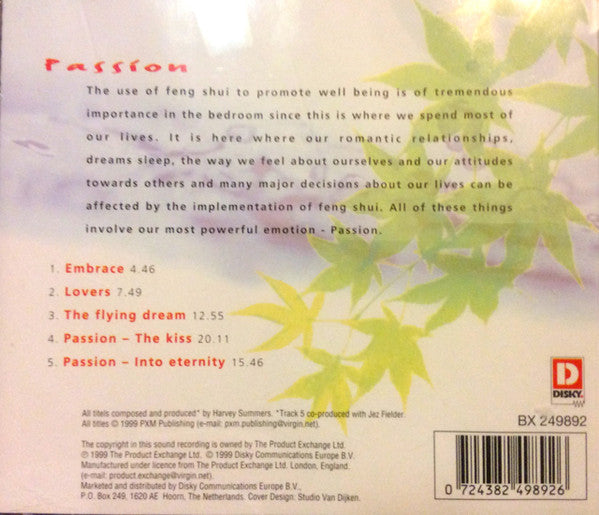 Passion
The use of feng shui to promote well being is of tremendous
importance in the bedroom since this is where we spend most of
our lives. It is here where our romantic relationships,
dreams sleep, the way we feel about ourselves and our attitudes
towards others and many major decisions about our lives can be
affected by the implementation of feng shui. All of these things
involve our most powerful emotion - Passion.
1. Embrace 4.46
2. Lovers 7.49
3. The flying dream 12.55
4. Passion – The kiss 20.11
5. Passion – Into eternity 15.46
D
DISKY
BX 249892
All titels composed and produced* by Harvey Summers. *Track 5 co-produced with Jez Fielder.
All titles © 1999 PXM Publishing (e-mail: pxm.publishing@virgin.net).
The copyright in this sound recording is owned by The Product Exchange Ltd.
℗ 1999 The Product Exchange Ltd. © 1999 Disky Communications Europe B.V.
Manufactured under licence from The Product Exchange Ltd. London, England.
(e-mail: product.exchange@virgin.net).
Marketed and distributed by Disky Communications Europe B.V.,
P.O. Box 249, 1620 AE Hoorn, The Netherlands. Cover Design: Studio Van Dijken.
0 724382 498926